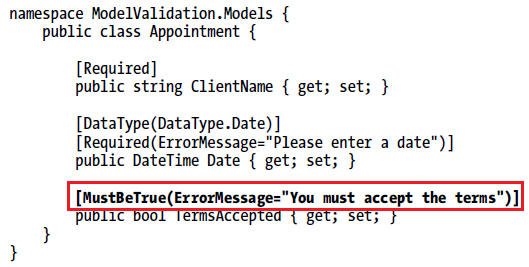 namespace ModelValidation.Models {
    public class Appointment {
        [Required]
        public string ClientName { get; set; }
        [DataType(DataType.Date)]
        [Required(ErrorMessage="Please enter a date")]
        public DateTime Date { get; set; }
        [MustBeTrue(ErrorMessage="You must accept the terms")]
        public bool TermsAccepted { get; set; }
    }
}